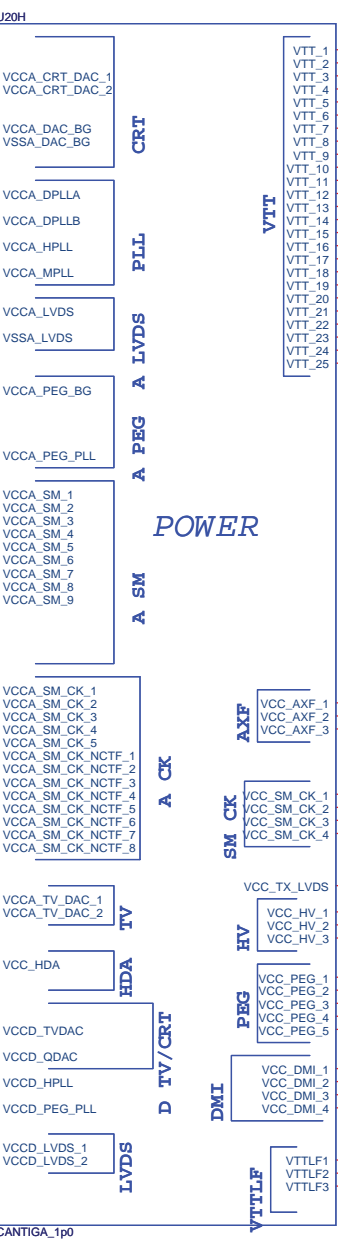 U20H
VCCA_CRT_DAC_1
VCCA_CRT_DAC_2
VCCA_DAC_BG
VSSA_DAC_BG
CRT
VCCA_DPLLA
VCCA_DPLLB
VCCA_HPLL
VCCA_MPLL
PLL
VCCA_LVDS
VSSA_LVDS
A LVDS
VCCA_PEG_BG
VCCA_PEG_PLL
A PEG
VCCA_SM_1
VCCA_SM_2
VCCA_SM_3
VCCA_SM_4
VCCA_SM_5
VCCA_SM_6
VCCA_SM_7
VCCA_SM_8
VCCA_SM_9
A SM
VCCA_SM_CK_1
VCCA_SM_CK_2
VCCA_SM_CK_3
VCCA_SM_CK_4
VCCA_SM_CK_5
VCCA_SM_CK_NCTF_1
VCCA_SM_CK_NCTF_2
VCCA_SM_CK_NCTF_3
VCCA_SM_CK_NCTF_4
VCCA_SM_CK_NCTF_5
VCCA_SM_CK_NCTF_6
VCCA_SM_CK_NCTF_7
VCCA_SM_CK_NCTF_8
A CK
VCCA_TV_DAC_1
VCCA_TV_DAC_2
TV
VCC_HDA
HDA
VCCD_TVDAC
VCCD_QDAC
D TV/CRT
VCCD_HPLL
VCCD_PEG_PLL
VCCD_LVDS_1
VCCD_LVDS_2
LVDS
POWER
VTT
VTT_1
VTT_2
VTT_3
VTT_4
VTT_5
VTT_6
VTT_7
VTT_8
VTT_9
VTT_10
VTT_11
VTT_12
VTT_13
VTT_14
VTT_15
VTT_16
VTT_17
VTT_18
VTT_19
VTT_20
VTT_21
VTT_22
VTT_23
VTT_24
VTT_25
AXF
VCC_AXF_1
VCC_AXF_2
VCC_AXF_3
SM CK
VCC_SM_CK_1
VCC_SM_CK_2
VCC_SM_CK_3
VCC_SM_CK_4
VCC_TX_LVDS
HV
VCC_HV_1
VCC_HV_2
VCC_HV_3
PEG
VCC_PEG_1
VCC_PEG_2
VCC_PEG_3
VCC_PEG_4
VCC_PEG_5
DMI
VCC_DMI_1
VCC_DMI_2
VCC_DMI_3
VCC_DMI_4
VTTLF
VTTLF1
VTTLF2
VTTLF3
CANTIGA_1p0